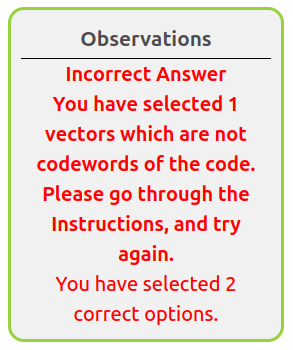 Observations
Incorrect Answer
You have selected 1
vectors which are not
codewords of the code.
Please go through the
Instructions, and try
again.
You have selected 2
correct options.